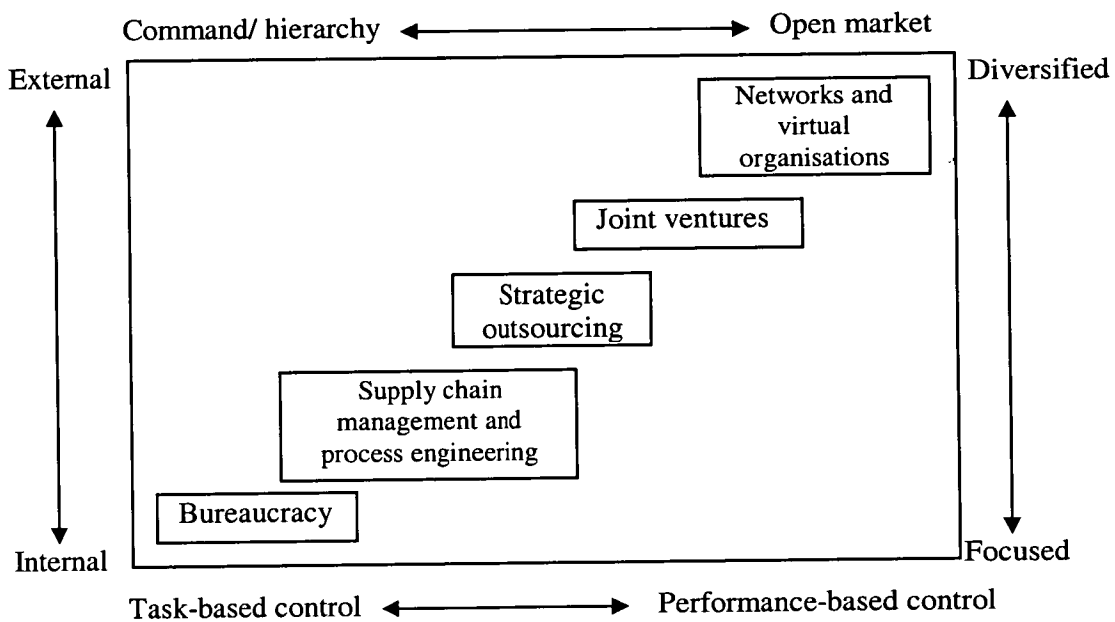 Command/ hierarchy
Open market
External
Diversified
Networks and
virtual
organisations
Joint ventures
Strategic
outsourcing
Supply chain
management and
process engineering
Bureaucracy
Internal
Focused
Task-based control
Performance-based control